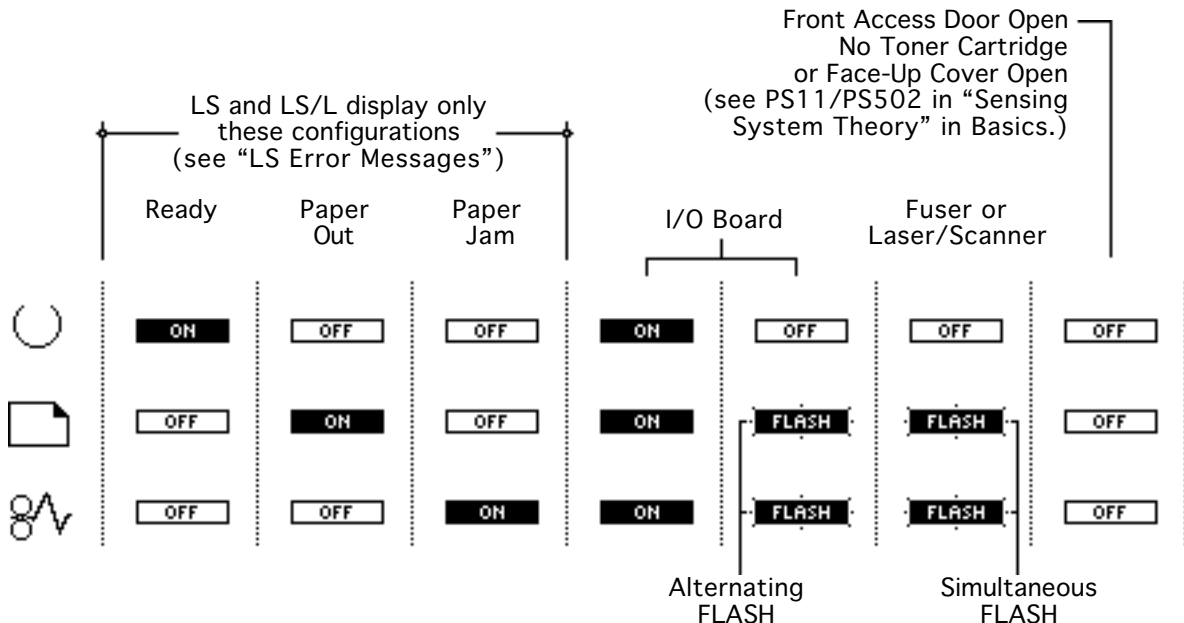 Front Access Door Open
No Toner Cartridge
or Face-Up Cover Open
(see PS11/PS502 in “Sensing
System Theory” in Basics.)
LS and LS/L display only
these configurations
(see “LS Error Messages”)
Ready
Paper
Out
Paper
Jam
I/O Board
Fuser or
Laser/Scanner
ON OFF OFF ON OFF OFF OFF
OFF ON OFF ON FLASH FLASH OFF
OFF OFF ON ON FLASH FLASH OFF
Alternating
FLASH
Simultaneous
FLASH